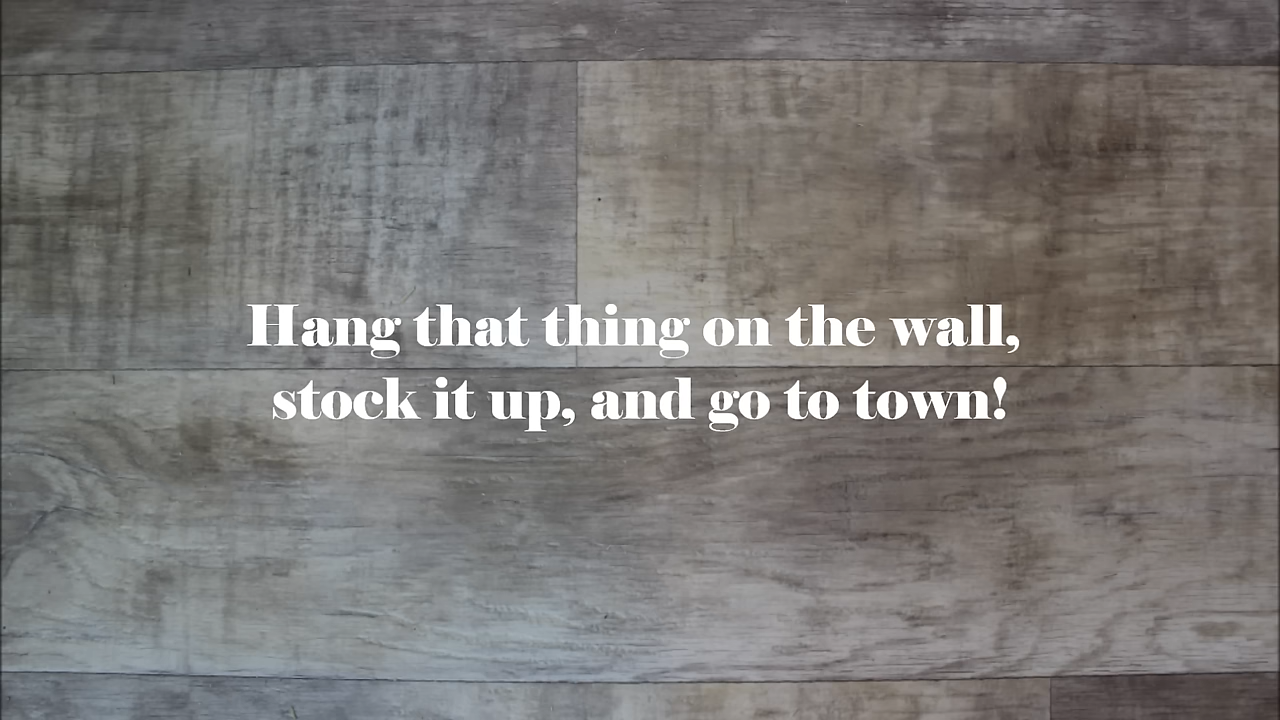 Hang that thing on the wall,
stock it up, and go to town!